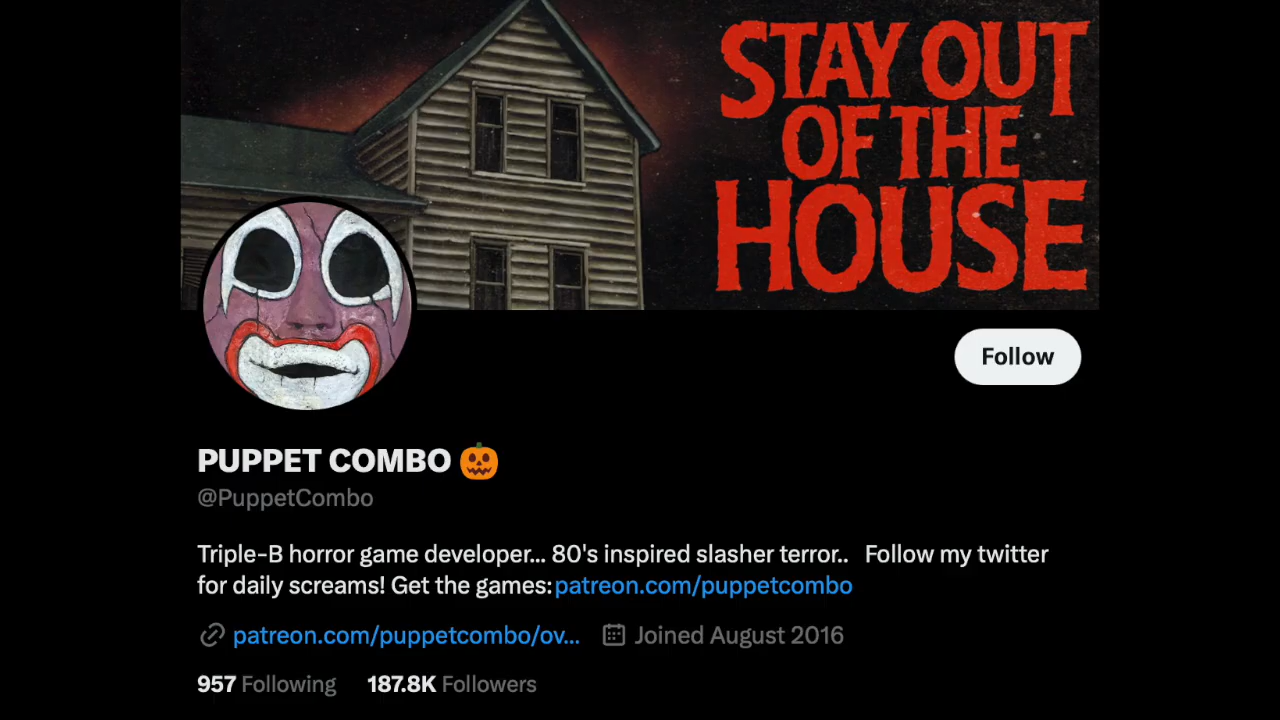 STAY OUT
OF THE
HOUSE
Follow
PUPPET COMBO 🎃
@PuppetCombo
Triple-B horror game developer... 80's inspired slasher terror.. Follow my twitter
for daily screams! Get the games:patreon.com/puppetcombo
patreon.com/puppetcombo/ov... Joined August 2016
957 Following 187.8K Followers